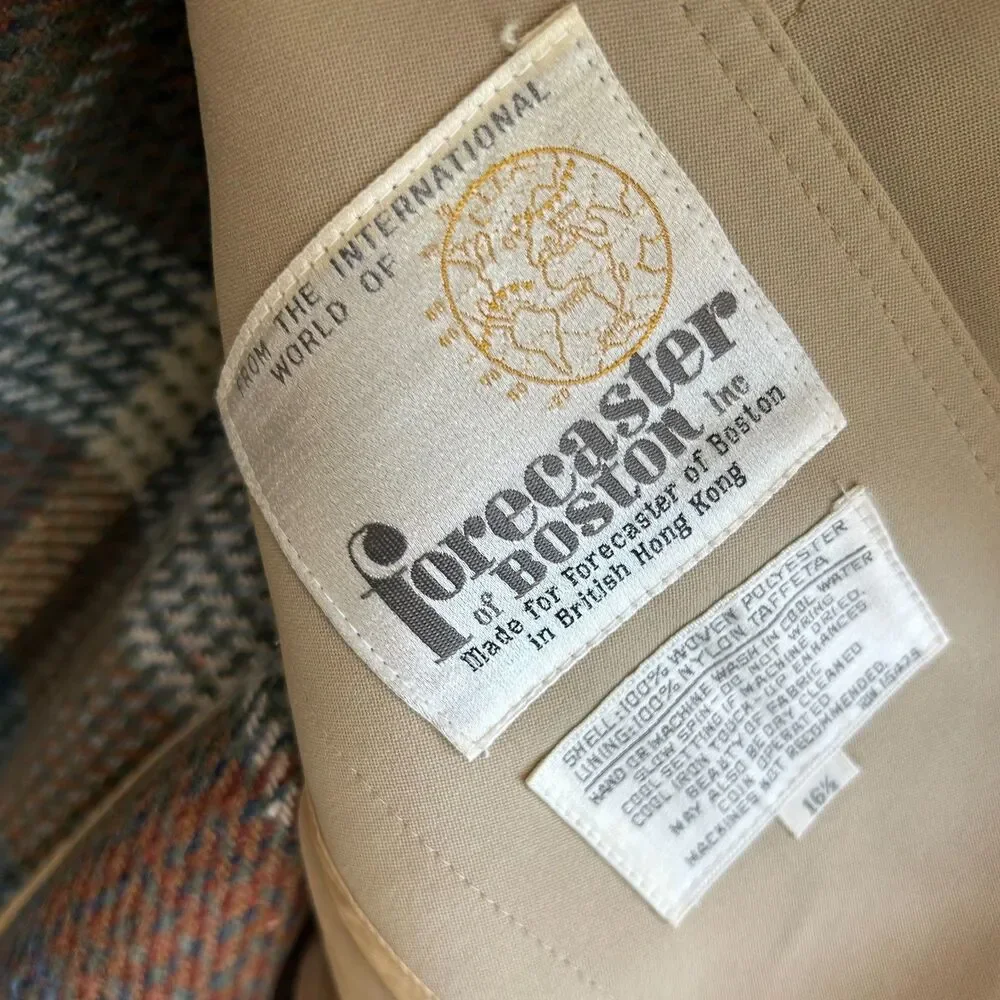 FROM THE INTERNATIONAL
WORLD OF
forecaster
of BOSTON Inc
Made for Forecaster of Boston
in British Hong Kong
SHELL:100% WOVEN POLYESTER
LINING:100% NYLON TAFFETA
HAND OR MACHINE WASH IN COOL WATER
SLOW SPIN. DO NOT WRING.
COOL SETTING IF MACHINE DRIED.
COOL IRON TOUCK-UP ENHANCES
BEAUTY OF FABRIC
MAY ALSO BE DRY CLEANED
COIN OPERATED
MACHINES NOT RECOMMENDED.
RN
16½